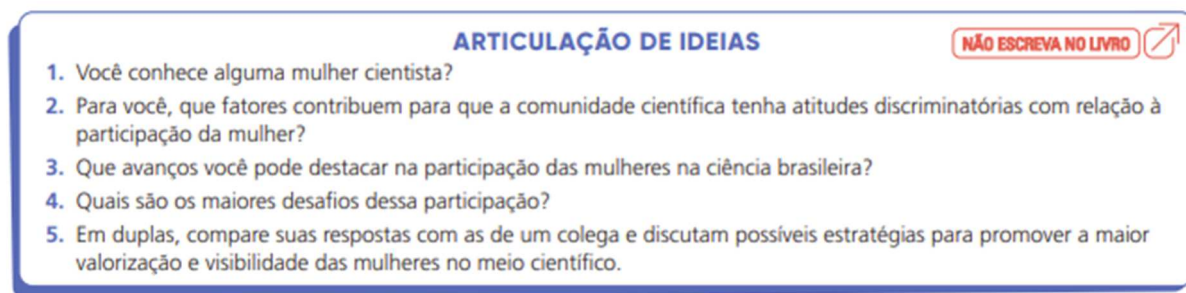 ARTICULAÇÃO DE IDEIAS
NÃO ESCREVA NO LIVRO
1. Você conhece alguma mulher cientista?
2. Para você, que fatores contribuem para que a comunidade científica tenha atitudes discriminatórias com relação à
participação da mulher?
3. Que avanços você pode destacar na participação das mulheres na ciência brasileira?
4. Quais são os maiores desafios dessa participação?
5. Em duplas, compare suas respostas com as de um colega e discutam possíveis estratégias para promover a maior
valorização e visibilidade das mulheres no meio científico.